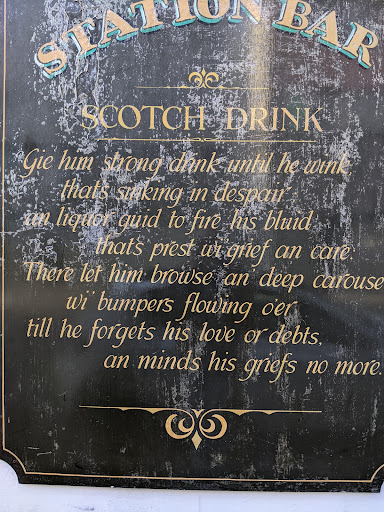 STATION BAR
SCOTCH DRINK
Gie him strong drink until he wink,
that's sinking in despair
an liquor guid to fire his bluid
that's prest wi grief an care
There let him browse an deep carouse
wi' bumpers flowing o'er
till he forgets his love or debts,
an minds his griefs no more.